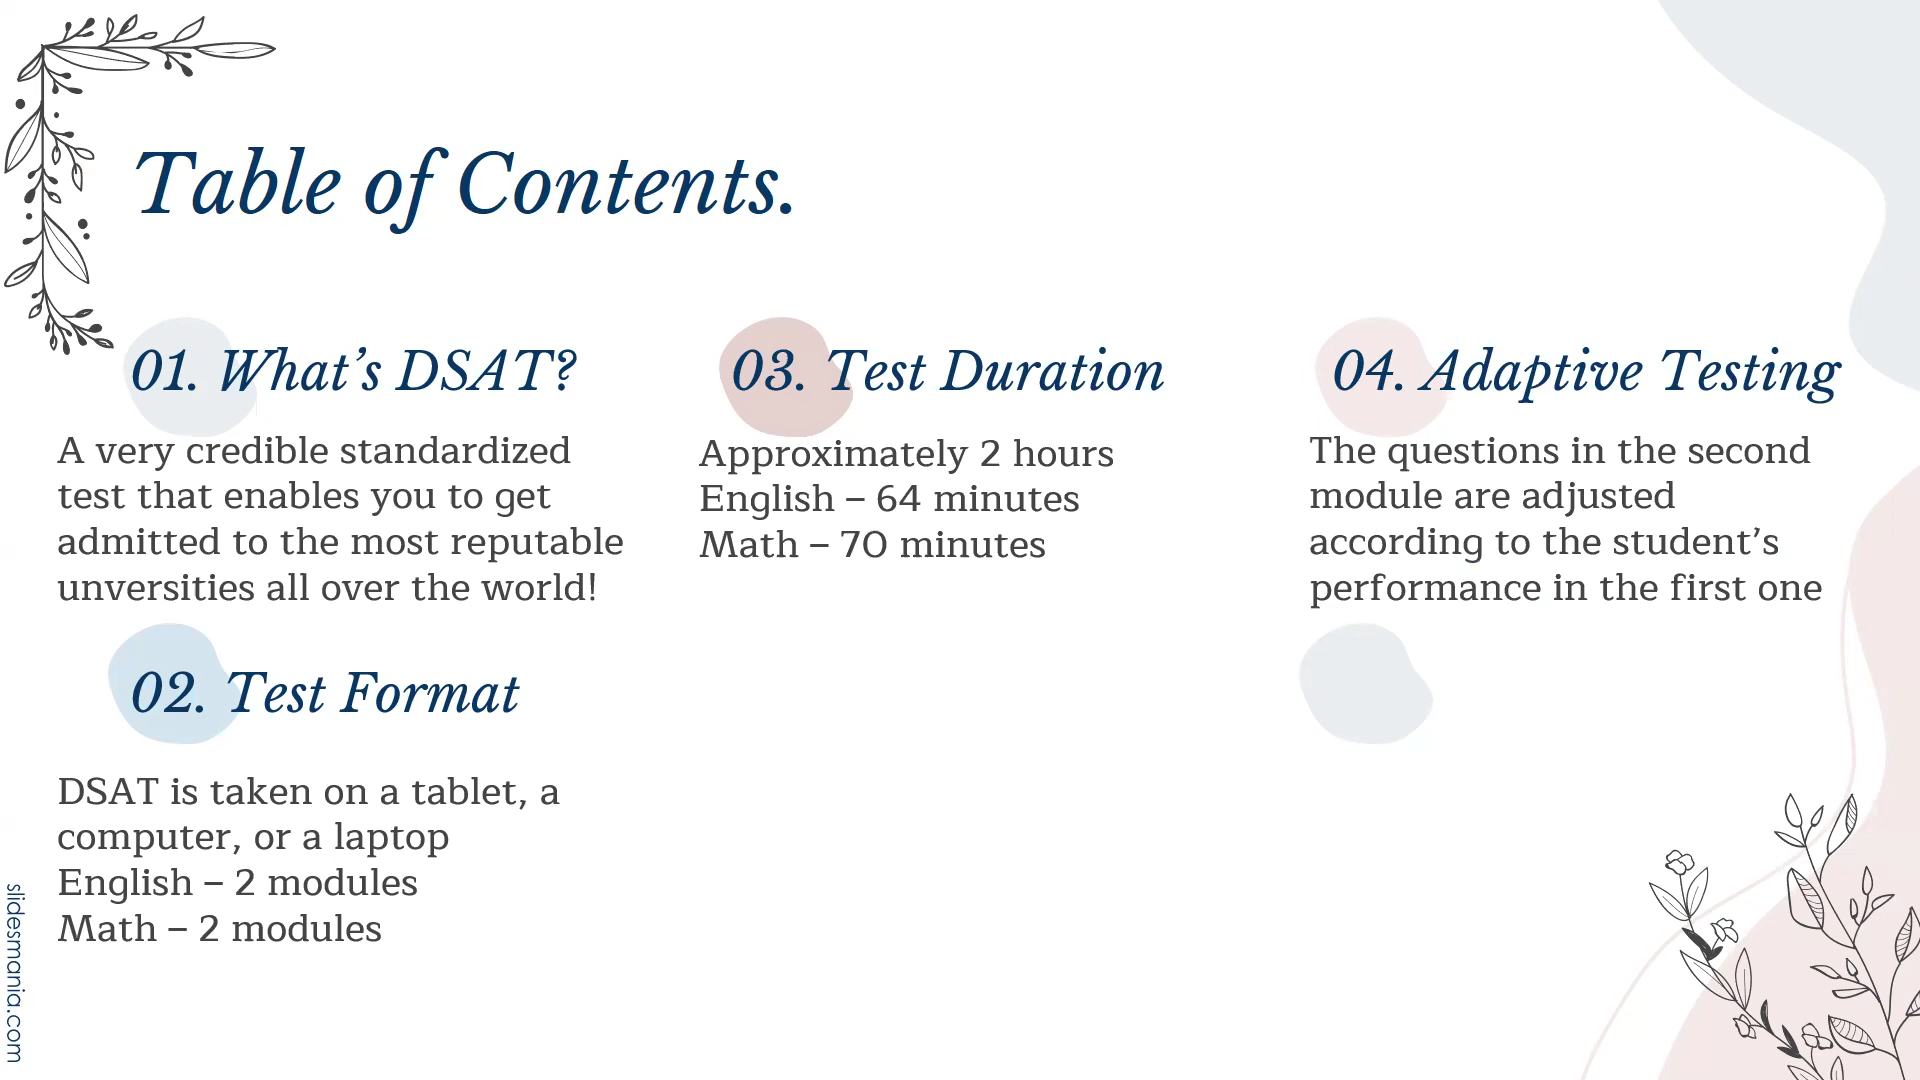 Table of Contents.
01. What’s DSAT?
A very credible standardized
test that enables you to get
admitted to the most reputable
unversities all over the world!
02. Test Format
DSAT is taken on a tablet, a
computer, or a laptop
English – 2 modules
Math – 2 modules
03. Test Duration
Approximately 2 hours
English – 64 minutes
Math – 70 minutes
04. Adaptive Testing
The questions in the second
module are adjusted
according to the student’s
performance in the first one
slidesmania.com